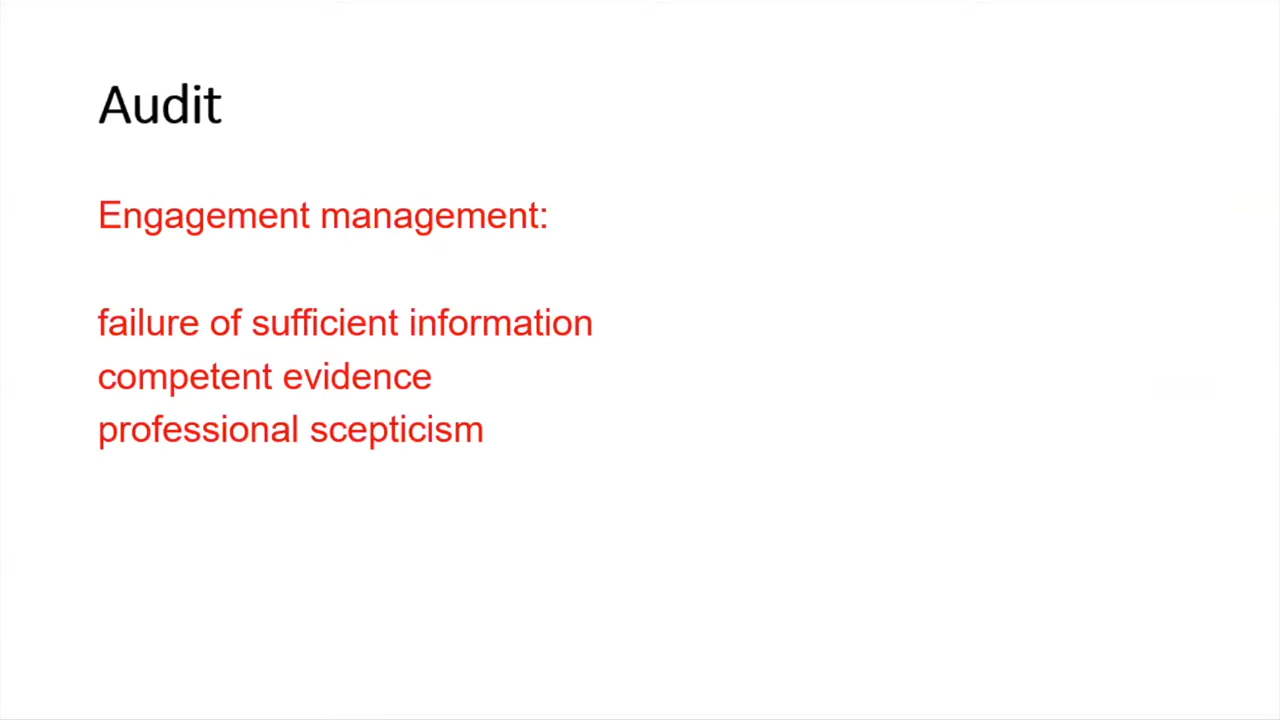 Audit
Engagement management:
failure of sufficient information
competent evidence
professional scepticism